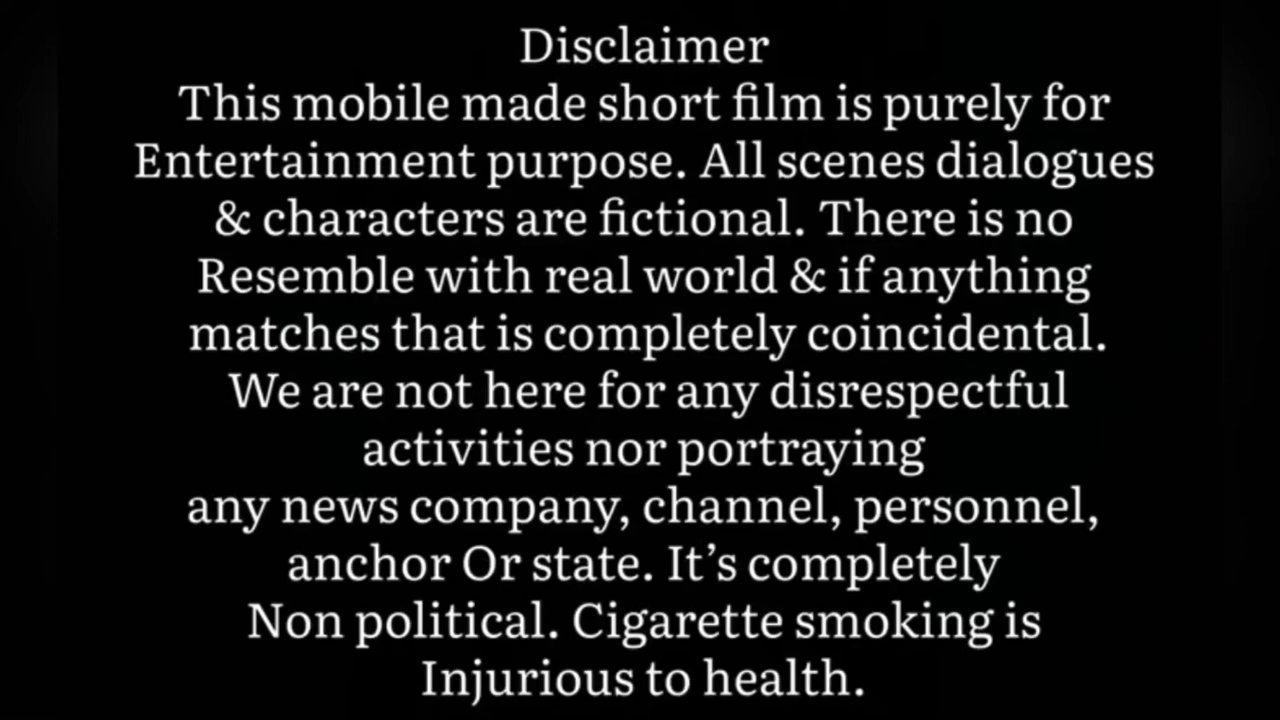 Disclaimer
This mobile made short film is purely for
Entertainment purpose. All scenes dialogues
& characters are fictional. There is no
Resemble with real world & if anything
matches that is completely coincidental.
We are not here for any disrespectful
activities nor portraying
any news company, channel, personnel,
anchor Or state. It’s completely
Non political. Cigarette smoking is
Injurious to health.